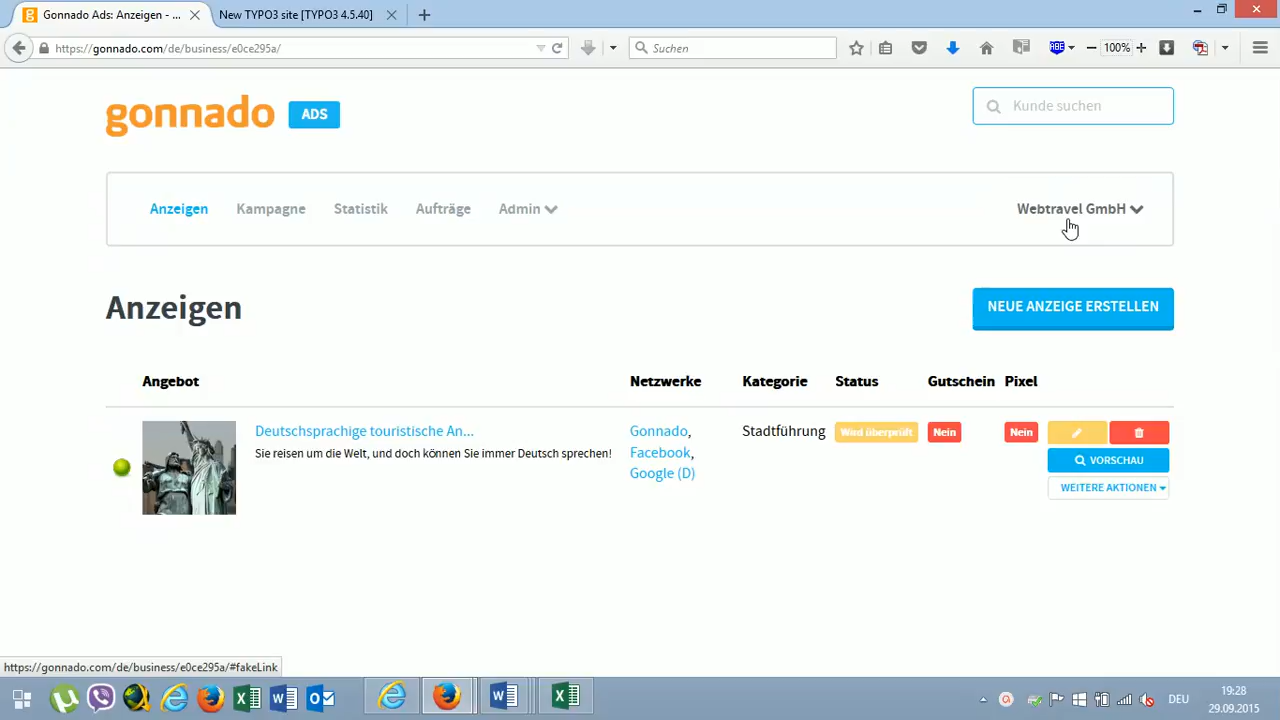 Gonnado Ads: Anzeigen - ...
New TYPO3 site [TYPO3 4.5.40]
https://gonnado.com/de/business/e0ce295a/
Suchen
ABE
100%
gonnado ADS
Kunde suchen
Anzeigen Kampagne Statistik Aufträge Admin Webtravel GmbH
Anzeigen
NEUE ANZEIGE ERSTELLEN
Angebot Netzwerke Kategorie Status Gutschein Pixel
Deutschsprachige touristische An...
Sie reisen um die Welt, und doch können Sie immer Deutsch sprechen!
Gonnado,
Facebook,
Google (D)
Stadtführung
Wird überprüft
Nein
Nein
VORSCHAU
WEITERE AKTIONEN
https://gonnado.com/de/business/e0ce295a/#fakeLink
DEU
19:28
29.09.2015